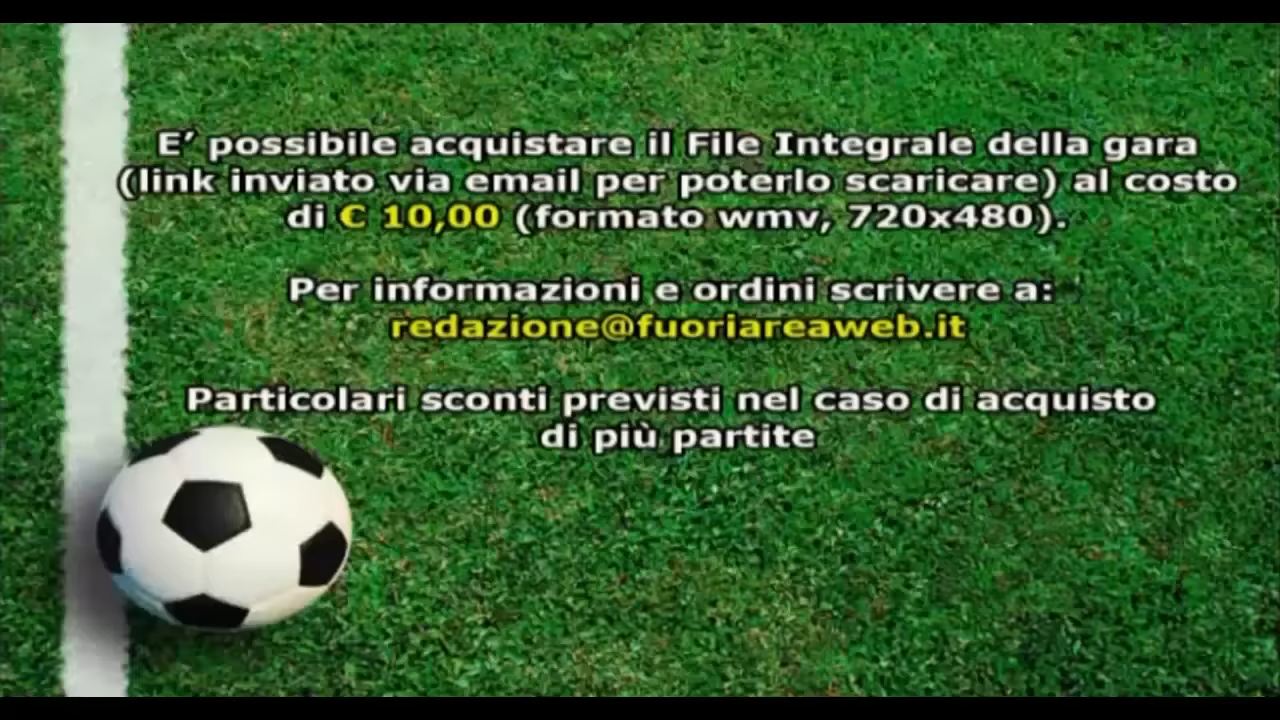 E’ possibile acquistare il File Integrale della gara
(link inviato via email per poterlo scaricare) al costo
di € 10,00 (formato wmv, 720x480).
Per informazioni e ordini scrivere a:
redazione@fuoriareaweb.it
Particolari sconti previsti nel caso di acquisto
di più partite